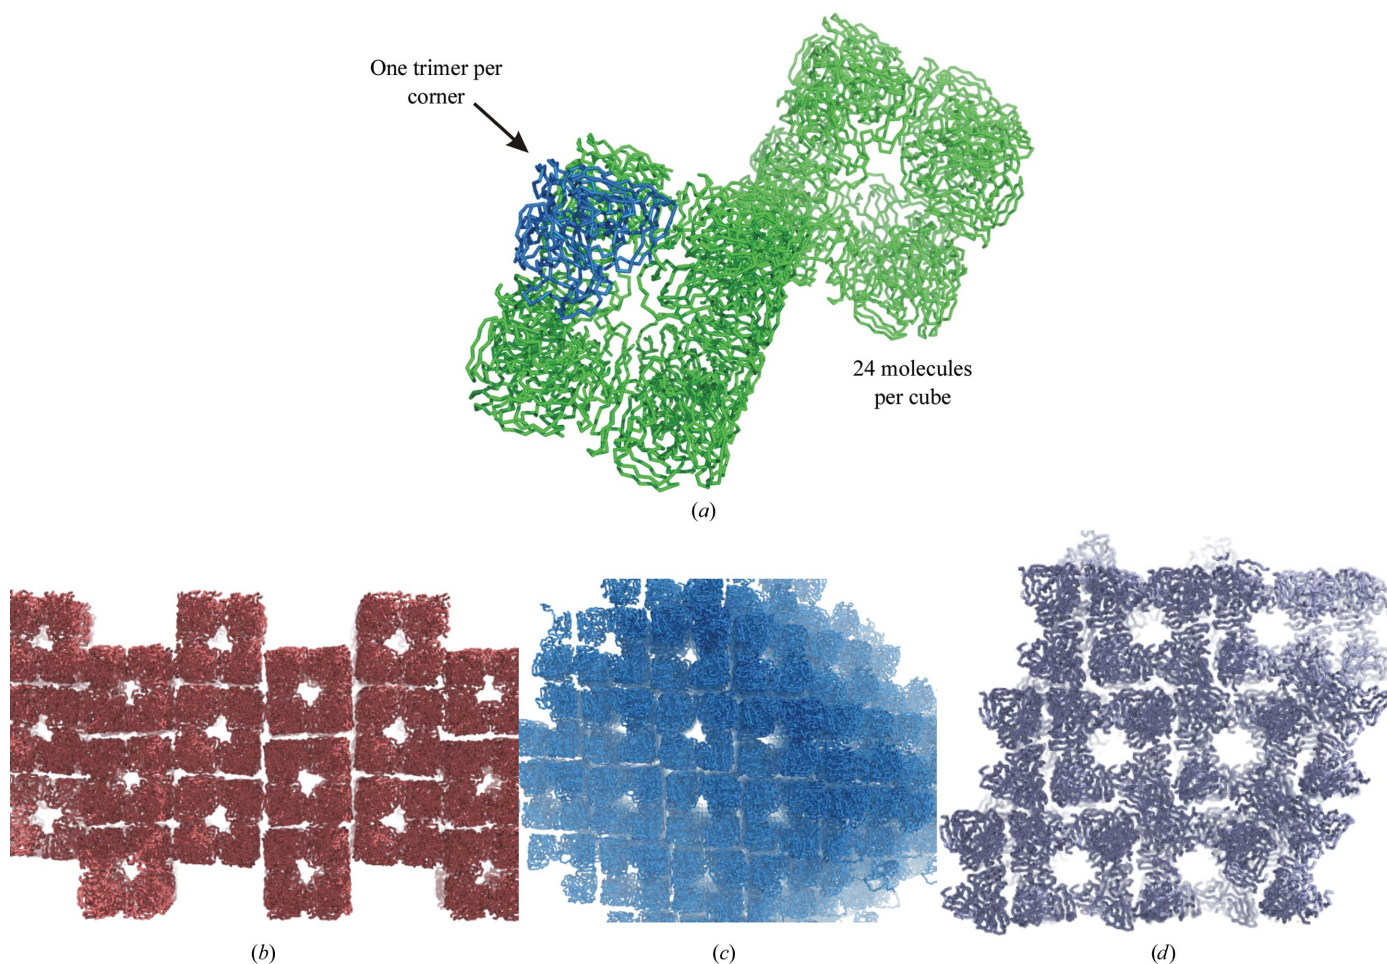 One trimer per
corner
24 molecules
per cube
(a)
(b)
(c)
(d)